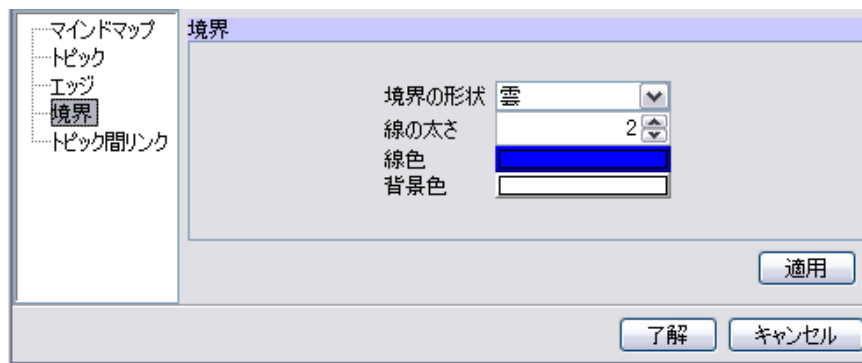 マインドマップ
トピック
エッジ
境界
トピック間リンク
境界
境界の形状 雲
線の太さ 2
線色
背景色
適用
了解 キャンセル